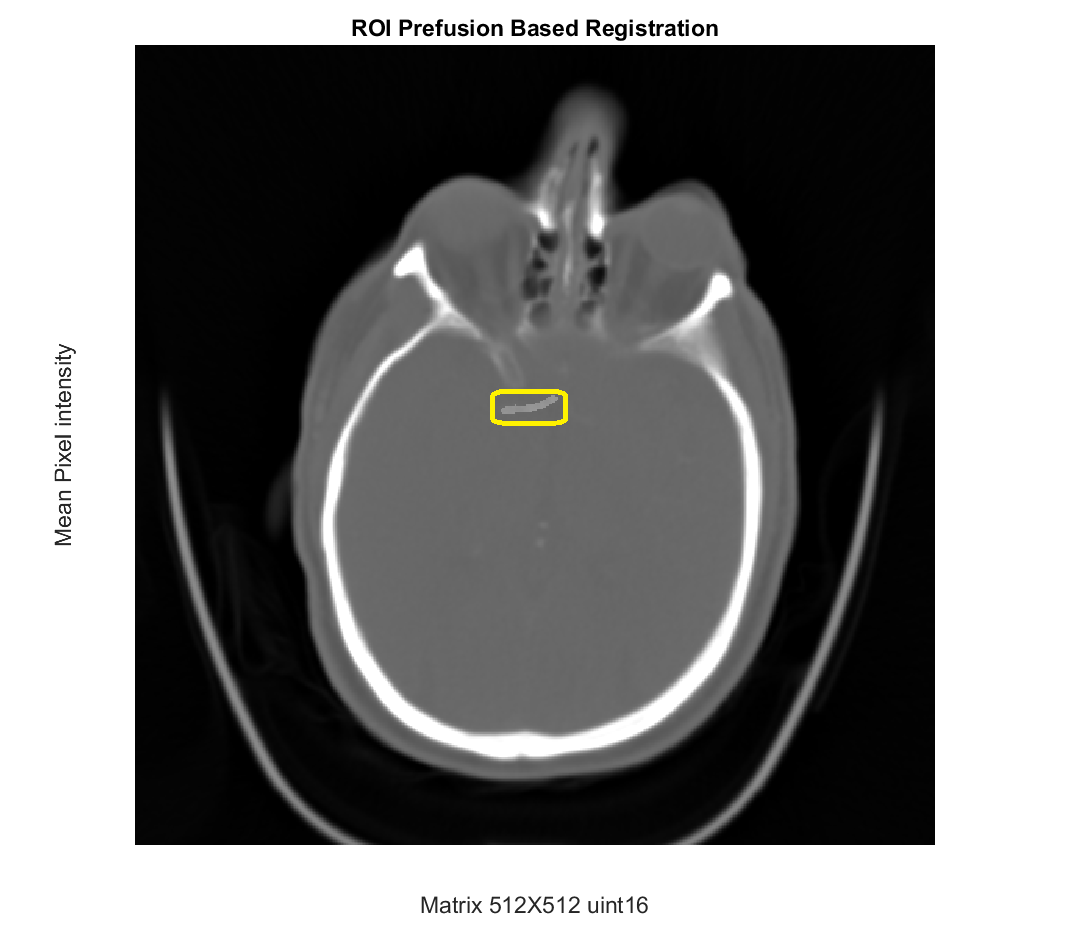 ROI Prefusion Based Registration
Mean Pixel intensity
Matrix 512X512 uint16